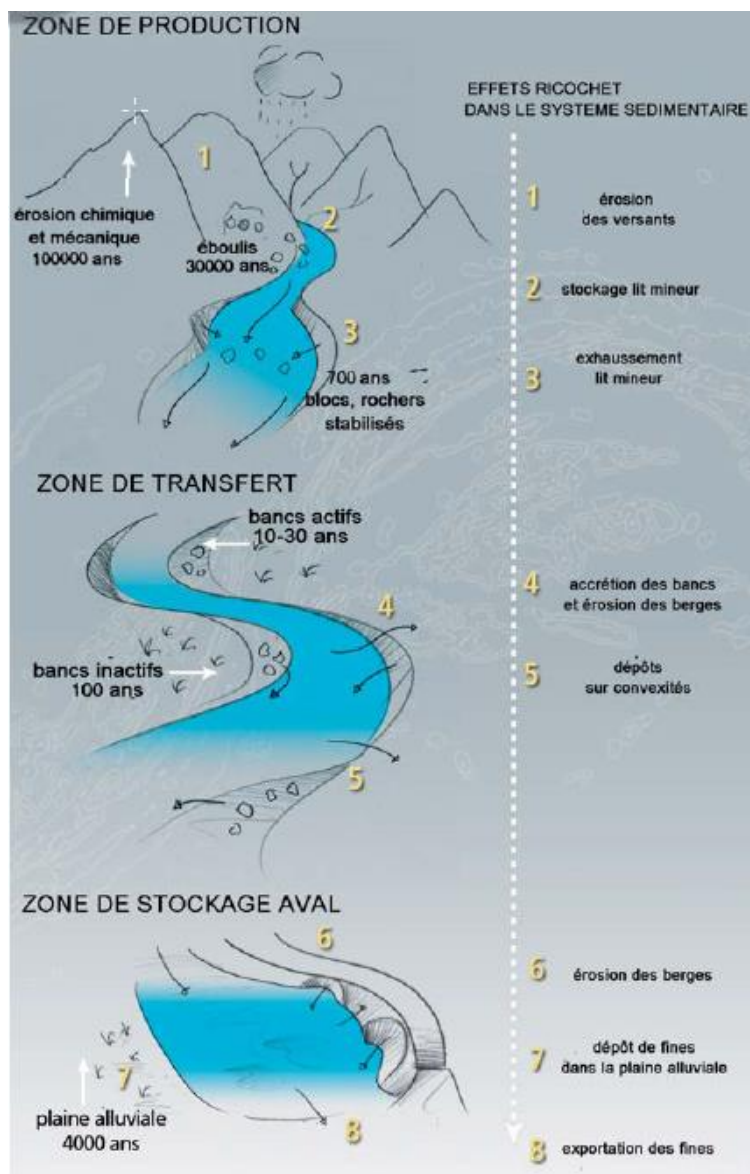 ZONE DE PRODUCTION
EFFETS RICOCHET
DANS LE SYSTEME SEDIMENTAIRE
1
érosion chimique
et mécanique
100000 ans
éboulis
30000 ans
2
3
700 ans
blocs, rochers
stabilisés
1
érosion
des versants
2
stockage lit mineur
3
exhaussement
lit mineur
ZONE DE TRANSFERT
bancs actifs
10-30 ans
4
bancs inactifs
100 ans
5
4
accrétion des bancs
et érosion des berges
5
dépôts
sur convexités
ZONE DE STOCKAGE AVAL
6
7
plaine alluviale
4000 ans
8
6
érosion des berges
7
dépôt de fines
dans la plaine alluviale
8
exportation des fines